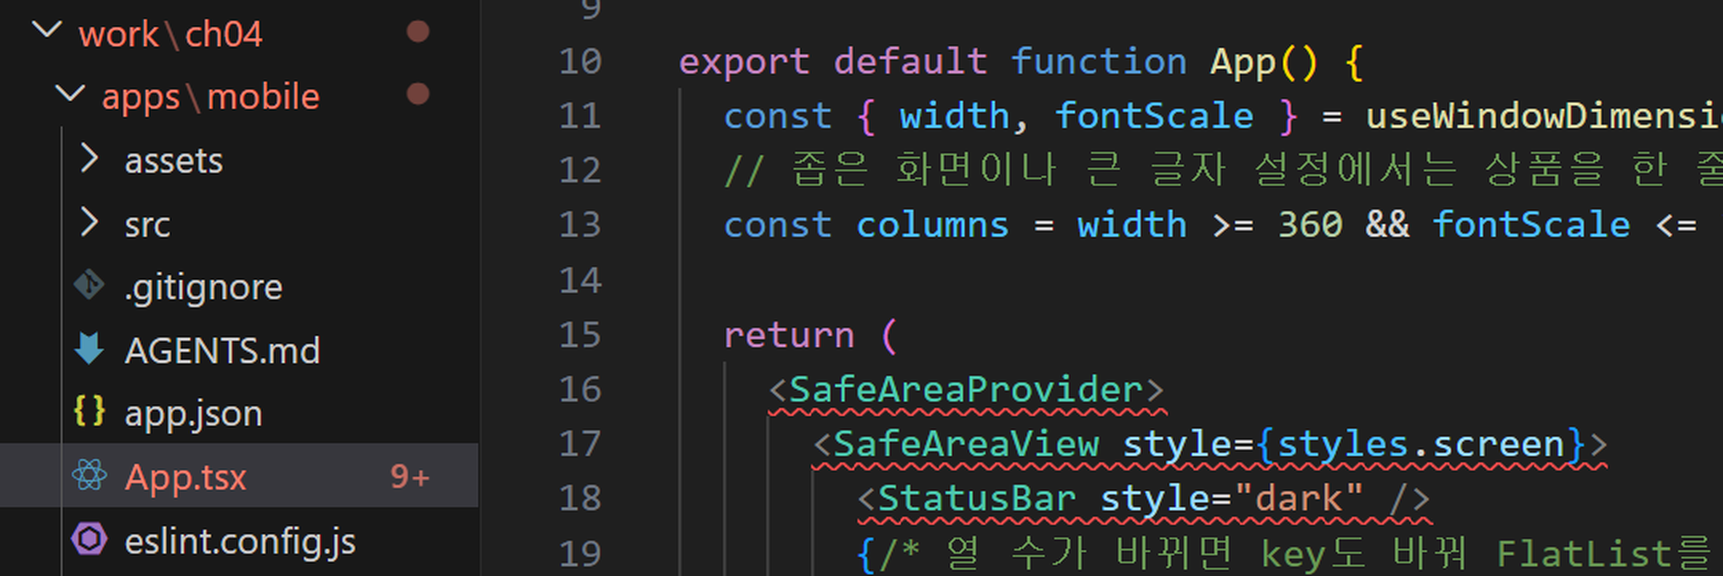 work\ch04
apps\mobile
assets
src
.gitignore
AGENTS.md
{} app.json
App.tsx 9+
eslint.config.js
9
10 export default function App() {
11 const { width, fontScale } = useWindowDimensi
12 // 좁은 화면이나 큰 글자 설정에서는 상품을 한 줄
13 const columns = width >= 360 && fontScale <=
14
15 return (
16 <SafeAreaProvider>
17 <SafeAreaView style={styles.screen}>
18 <StatusBar style="dark" />
19 {/* 열 수가 바뀌면 key도 바꿔 FlatList를